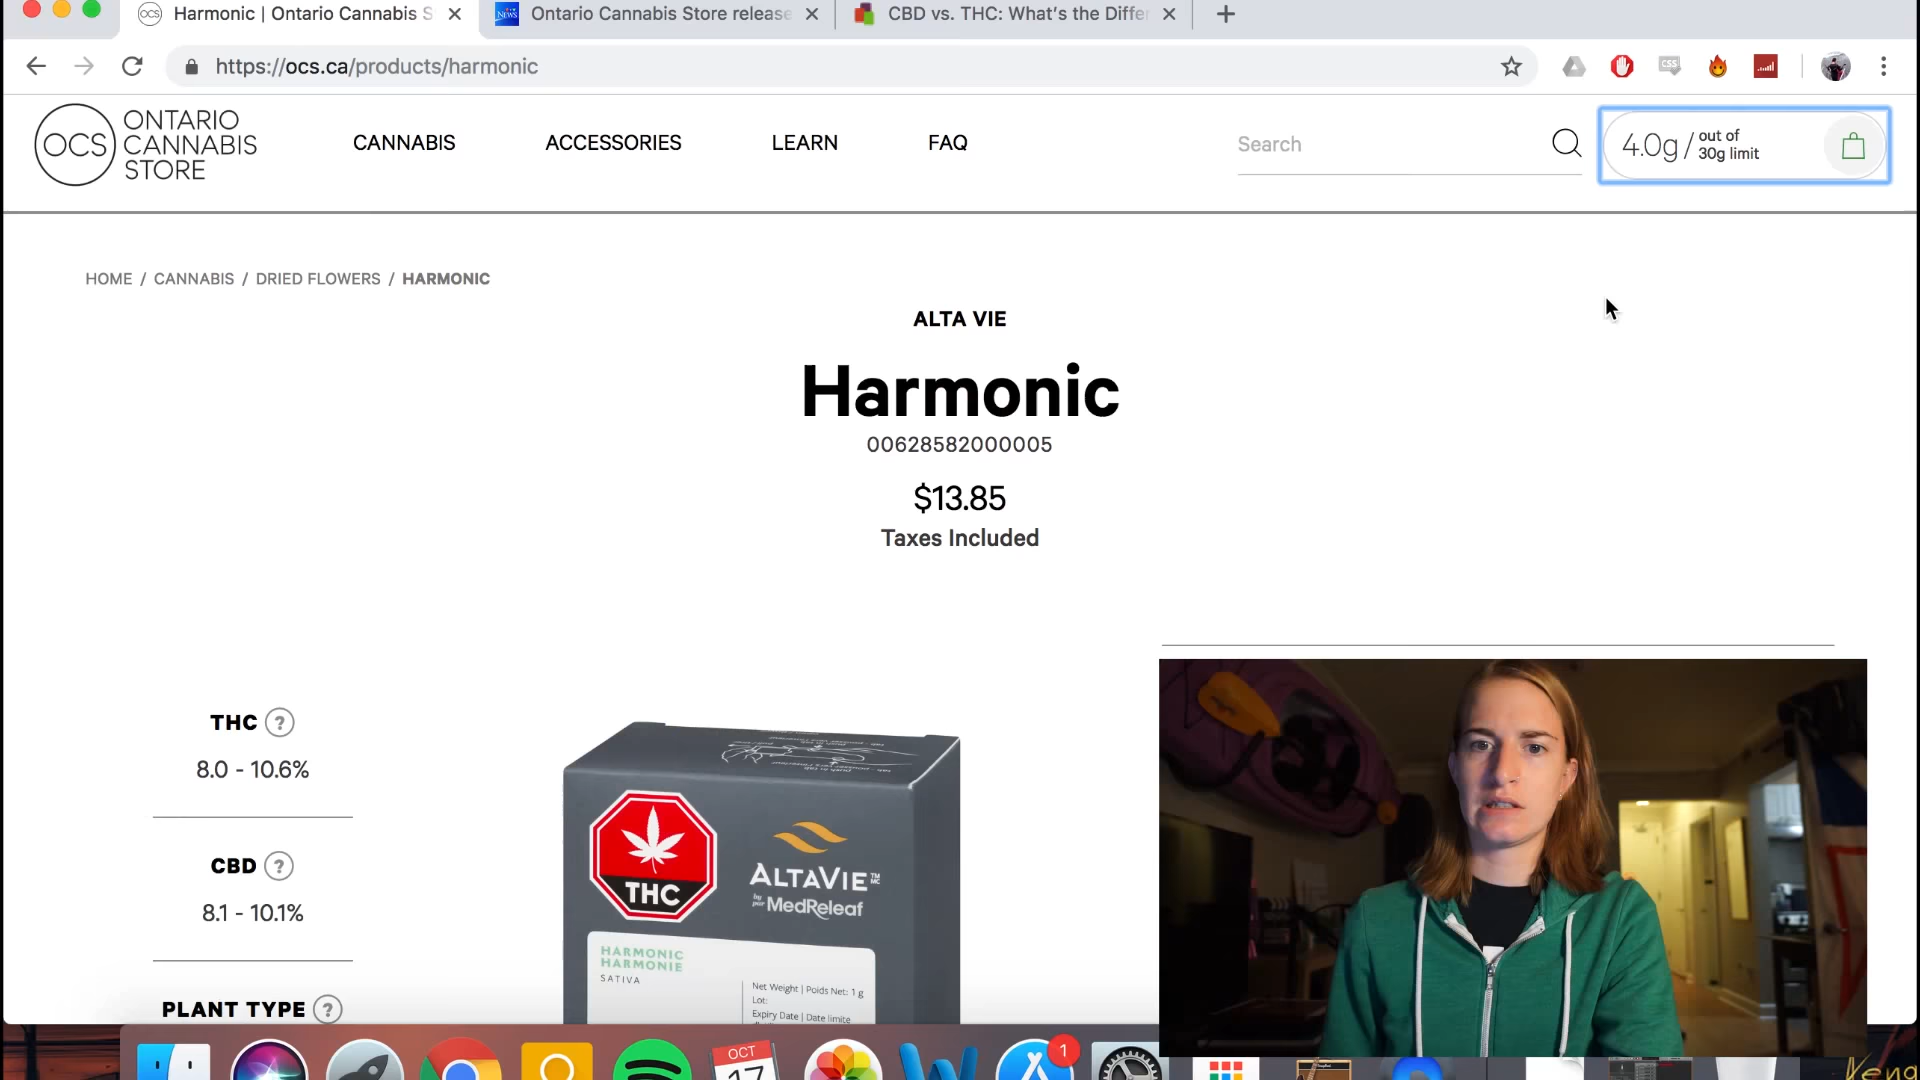 Harmonic | Ontario Cannabis S
Ontario Cannabis Store release
CBD vs. THC: What's the Differ
https://ocs.ca/products/harmonic
CSS
OCS
ONTARIO
CANNABIS
STORE
CANNABIS
ACCESSORIES
LEARN
FAQ
Search
4.0g / out of
30g limit
HOME / CANNABIS / DRIED FLOWERS / HARMONIC
ALTA VIE
Harmonic
00628582000005
$13.85
Taxes Included
THC ?
8.0 - 10.6%
CBD ?
8.1 - 10.1%
PLANT TYPE ?
THC
ALTAVIE TM MC
by par MedReleaf
HARMONIC
HARMONIE
SATIVA
Net Weight | Poids Net: 1 g
Lot:
Expiry Date | Date limite
OCT
17
1